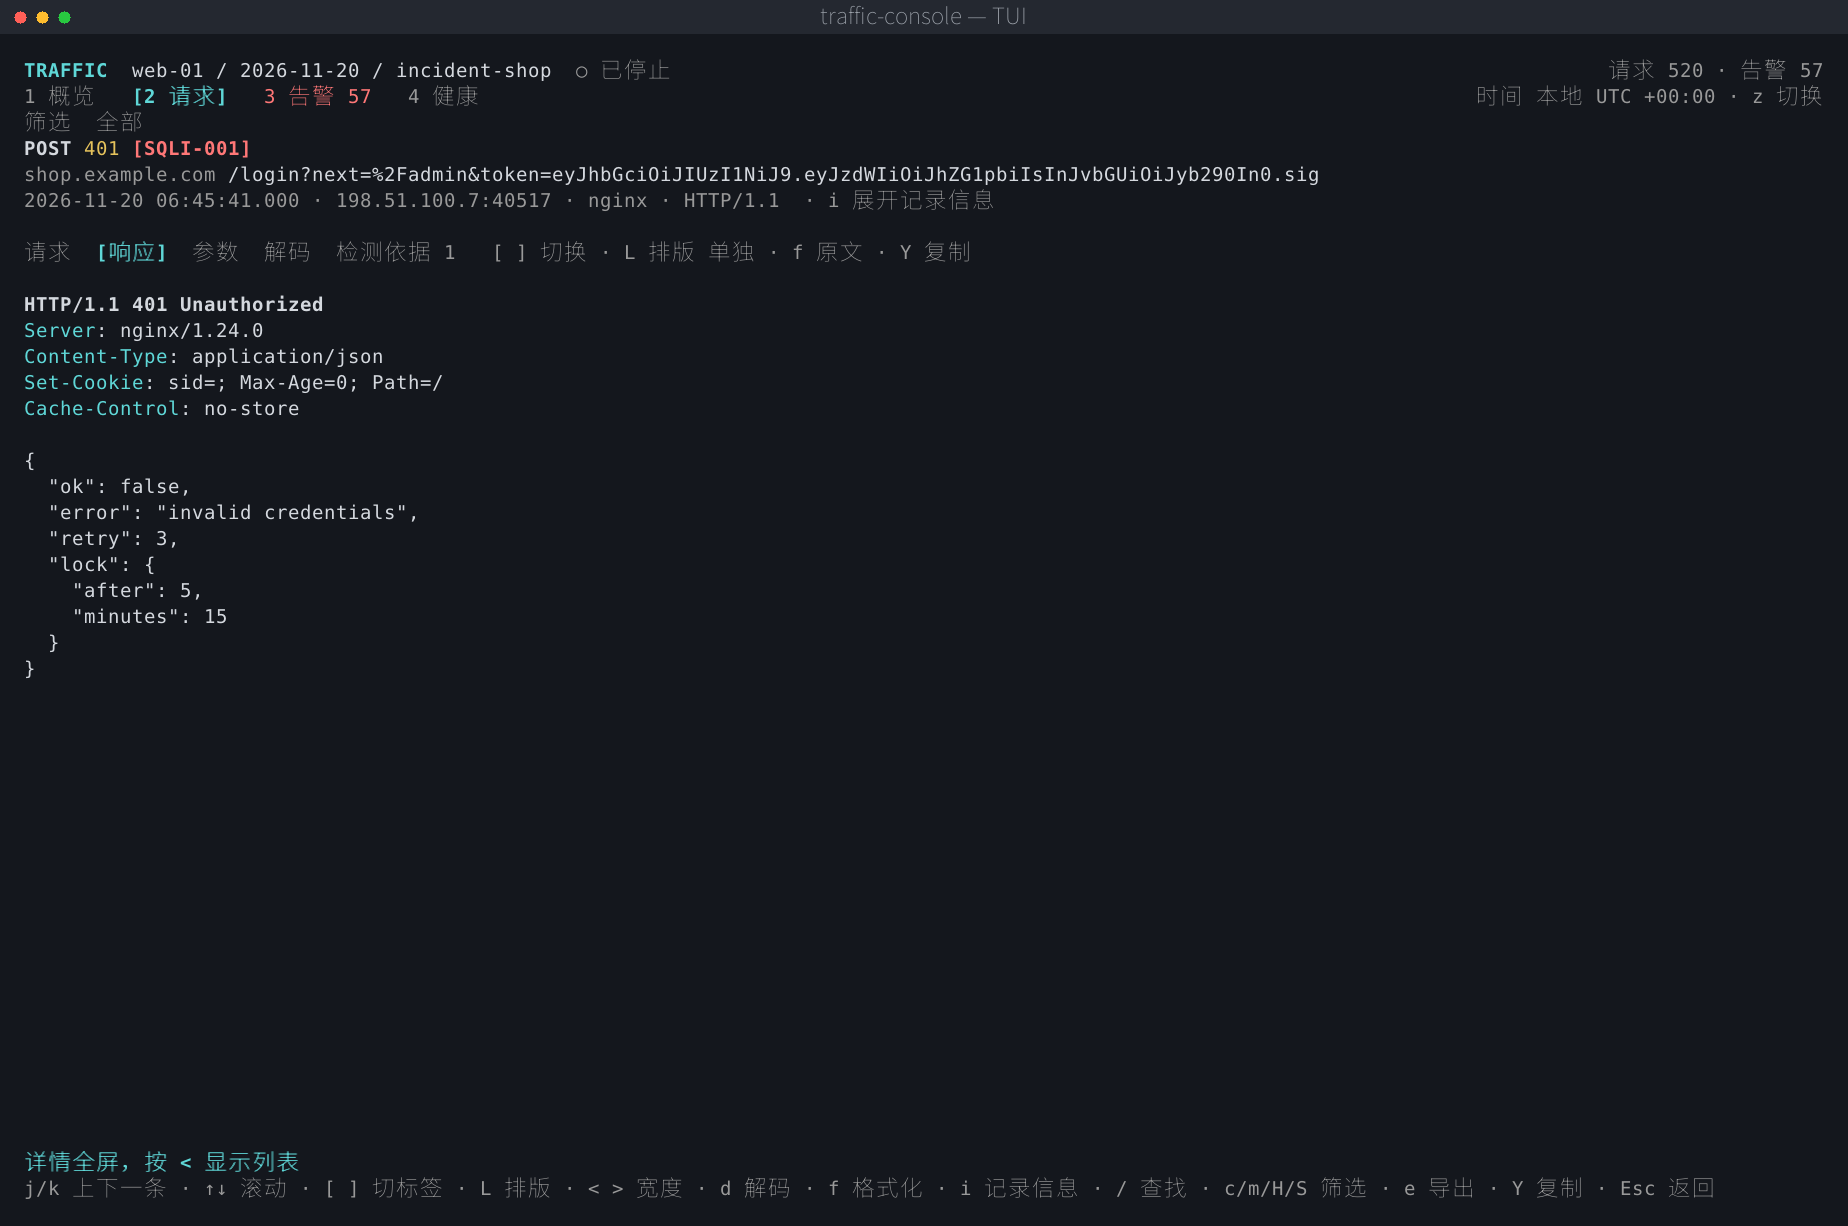 traffic-console — TUI
TRAFFIC web-01 / 2026-11-20 / incident-shop ○ 已停止 请求 520 · 告警 57
1 概览 [2 请求] 3 告警 57 4 健康 时间 本地 UTC +00:00 · z 切换
筛选 全部
POST 401 [SQLI-001]
shop.example.com /login?next=%2Fadmin&token=eyJhbGciOiJIUzI1NiJ9.eyJzdWIiOiJhZG1pbiIsInJvbGUiOiJyb290In0.sig
2026-11-20 06:45:41.000 · 198.51.100.7:40517 · nginx · HTTP/1.1 · i 展开记录信息
请求 [响应] 参数 解码 检测依据 1 [ ] 切换 · L 排版 单独 · f 原文 · Y 复制
HTTP/1.1 401 Unauthorized
Server: nginx/1.24.0
Content-Type: application/json
Set-Cookie: sid=; Max-Age=0; Path=/
Cache-Control: no-store
{
  "ok": false,
  "error": "invalid credentials",
  "retry": 3,
  "lock": {
    "after": 5,
    "minutes": 15
  }
}
详情全屏，按 < 显示列表
j/k 上下一条 · ↑↓ 滚动 · [ ] 切标签 · L 排版 · < > 宽度 · d 解码 · f 格式化 · i 记录信息 · / 查找 · c/m/H/S 筛选 · e 导出 · Y 复制 · Esc 返回